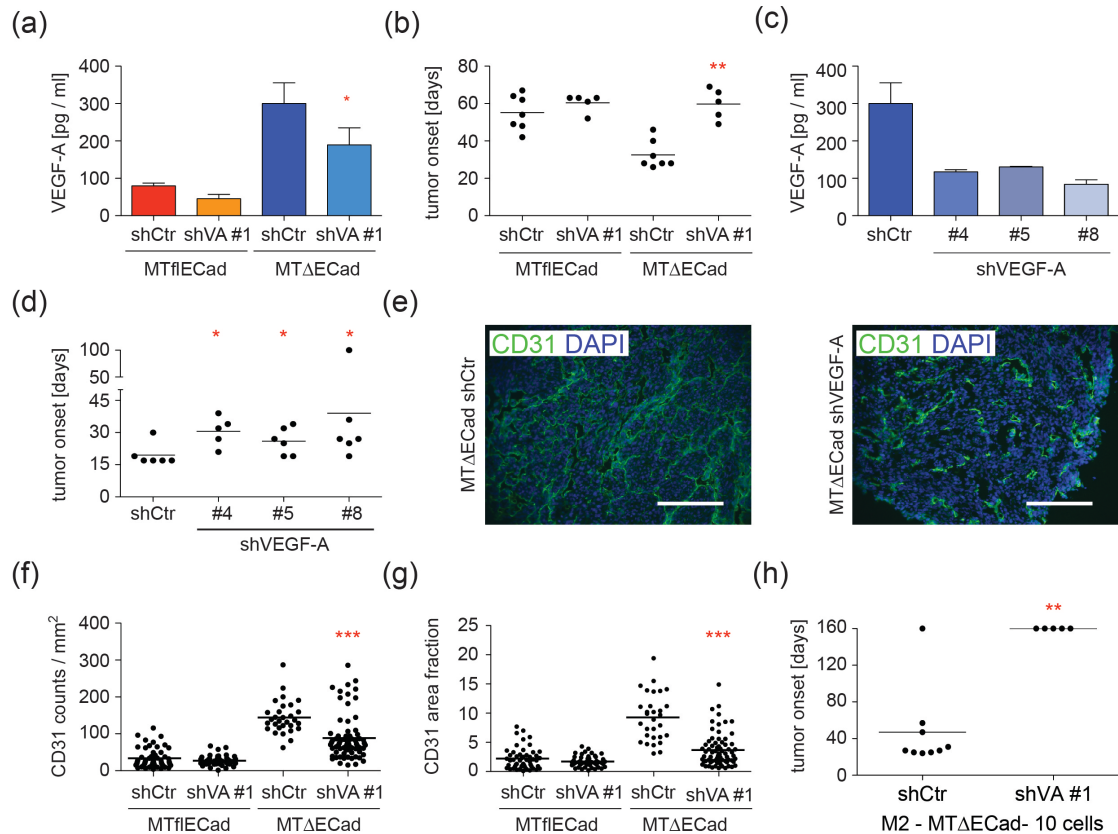 (a)
VEGF-A [pg / ml]
400
300
200
100
0
*
shCtr shVA #1 shCtr shVA #1
MTflECad MTΔECad
(b)
tumor onset [days]
80
60
40
20
0
**
shCtr shVA #1 shCtr shVA #1
MTflECad MTΔECad
(c)
VEGF-A [pg / ml]
400
300
200
100
0
shCtr #4 #5 #8
shVEGF-A
(d)
tumor onset [days]
100
50
45
30
15
0
* * *
shCtr #4 #5 #8
shVEGF-A
(e)
MTΔECad shCtr
CD31 DAPI
MTΔECad shVEGF-A
CD31 DAPI
(f)
CD31 counts / mm²
400
300
200
100
0
***
shCtr shVA #1 shCtr shVA #1
MTflECad MTΔECad
(g)
CD31 area fraction
25
20
15
10
5
0
***
shCtr shVA #1 shCtr shVA #1
MTflECad MTΔECad
(h)
tumor onset [days]
160
120
80
40
0
**
shCtr shVA #1
M2 - MTΔECad- 10 cells